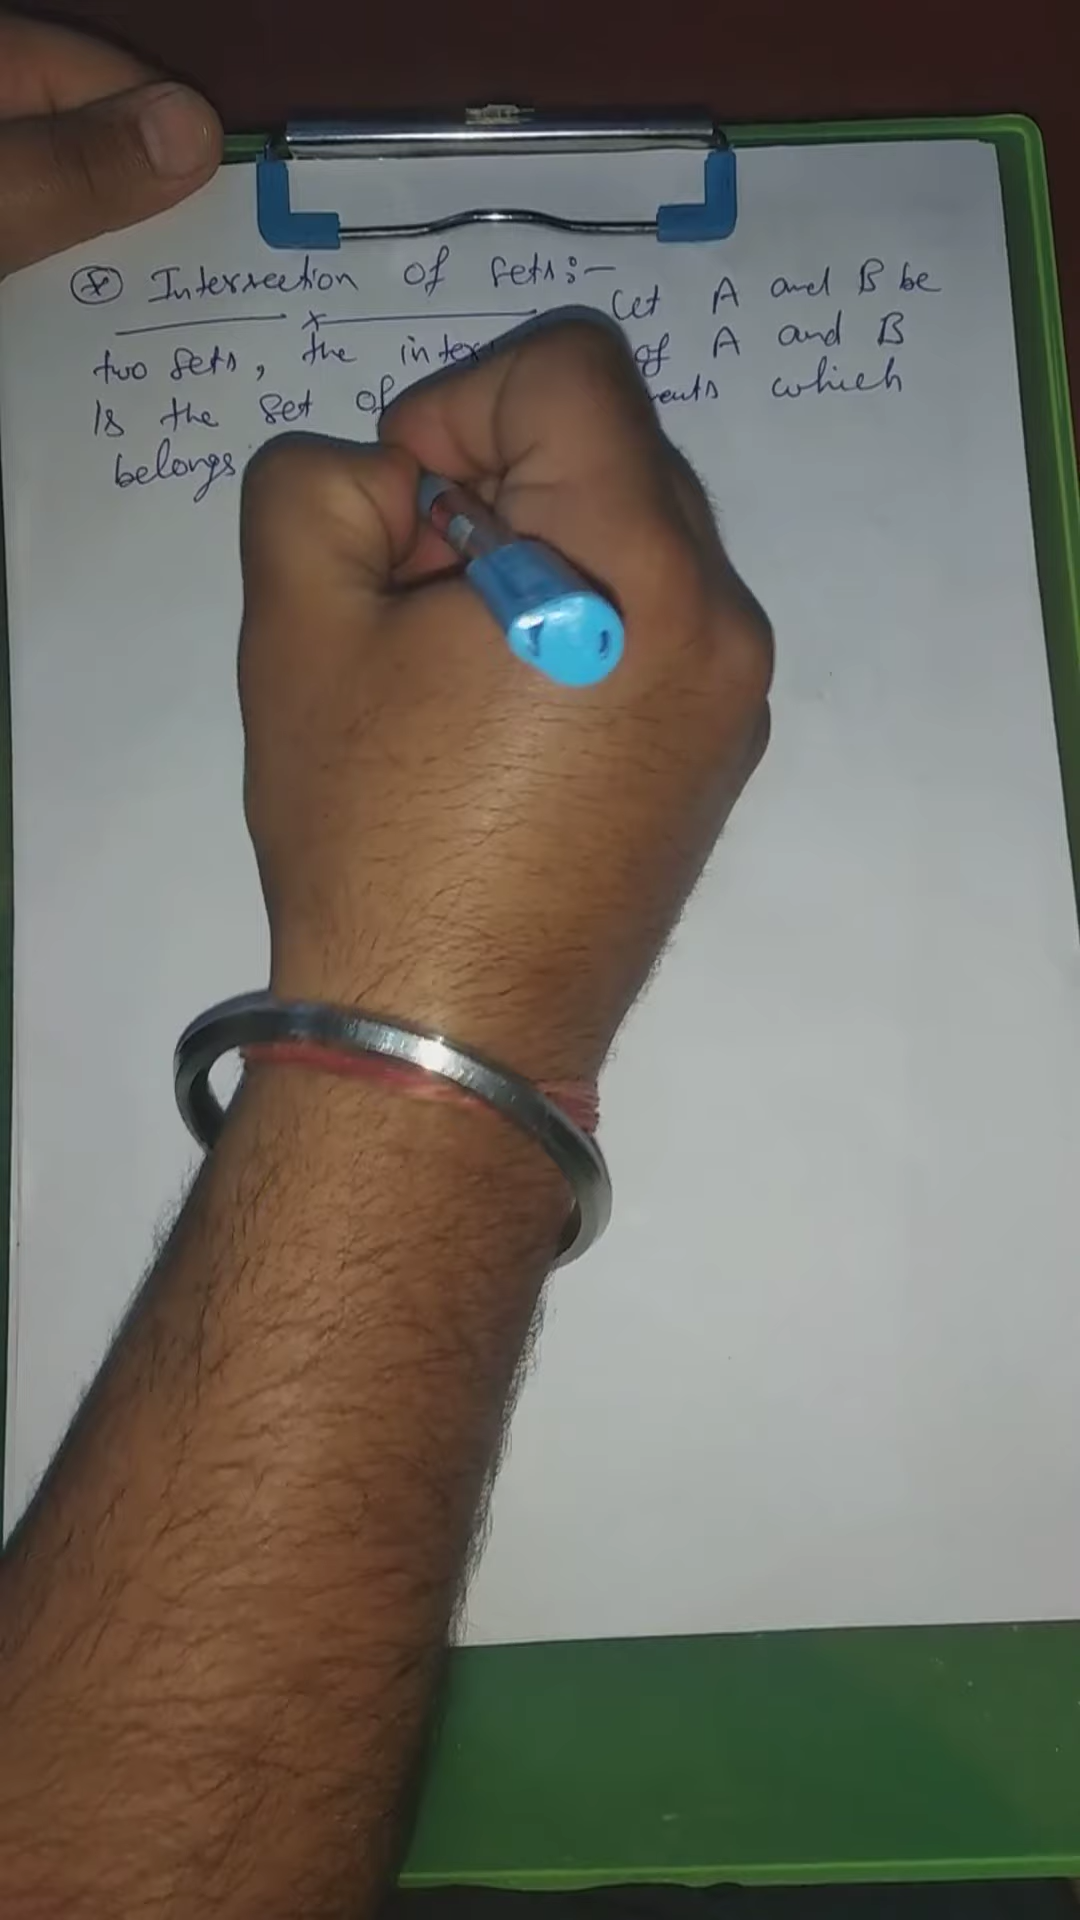 Intersection of sets:-
Let A and B be
two sets, the inter of A and B
is the set of which
belongs